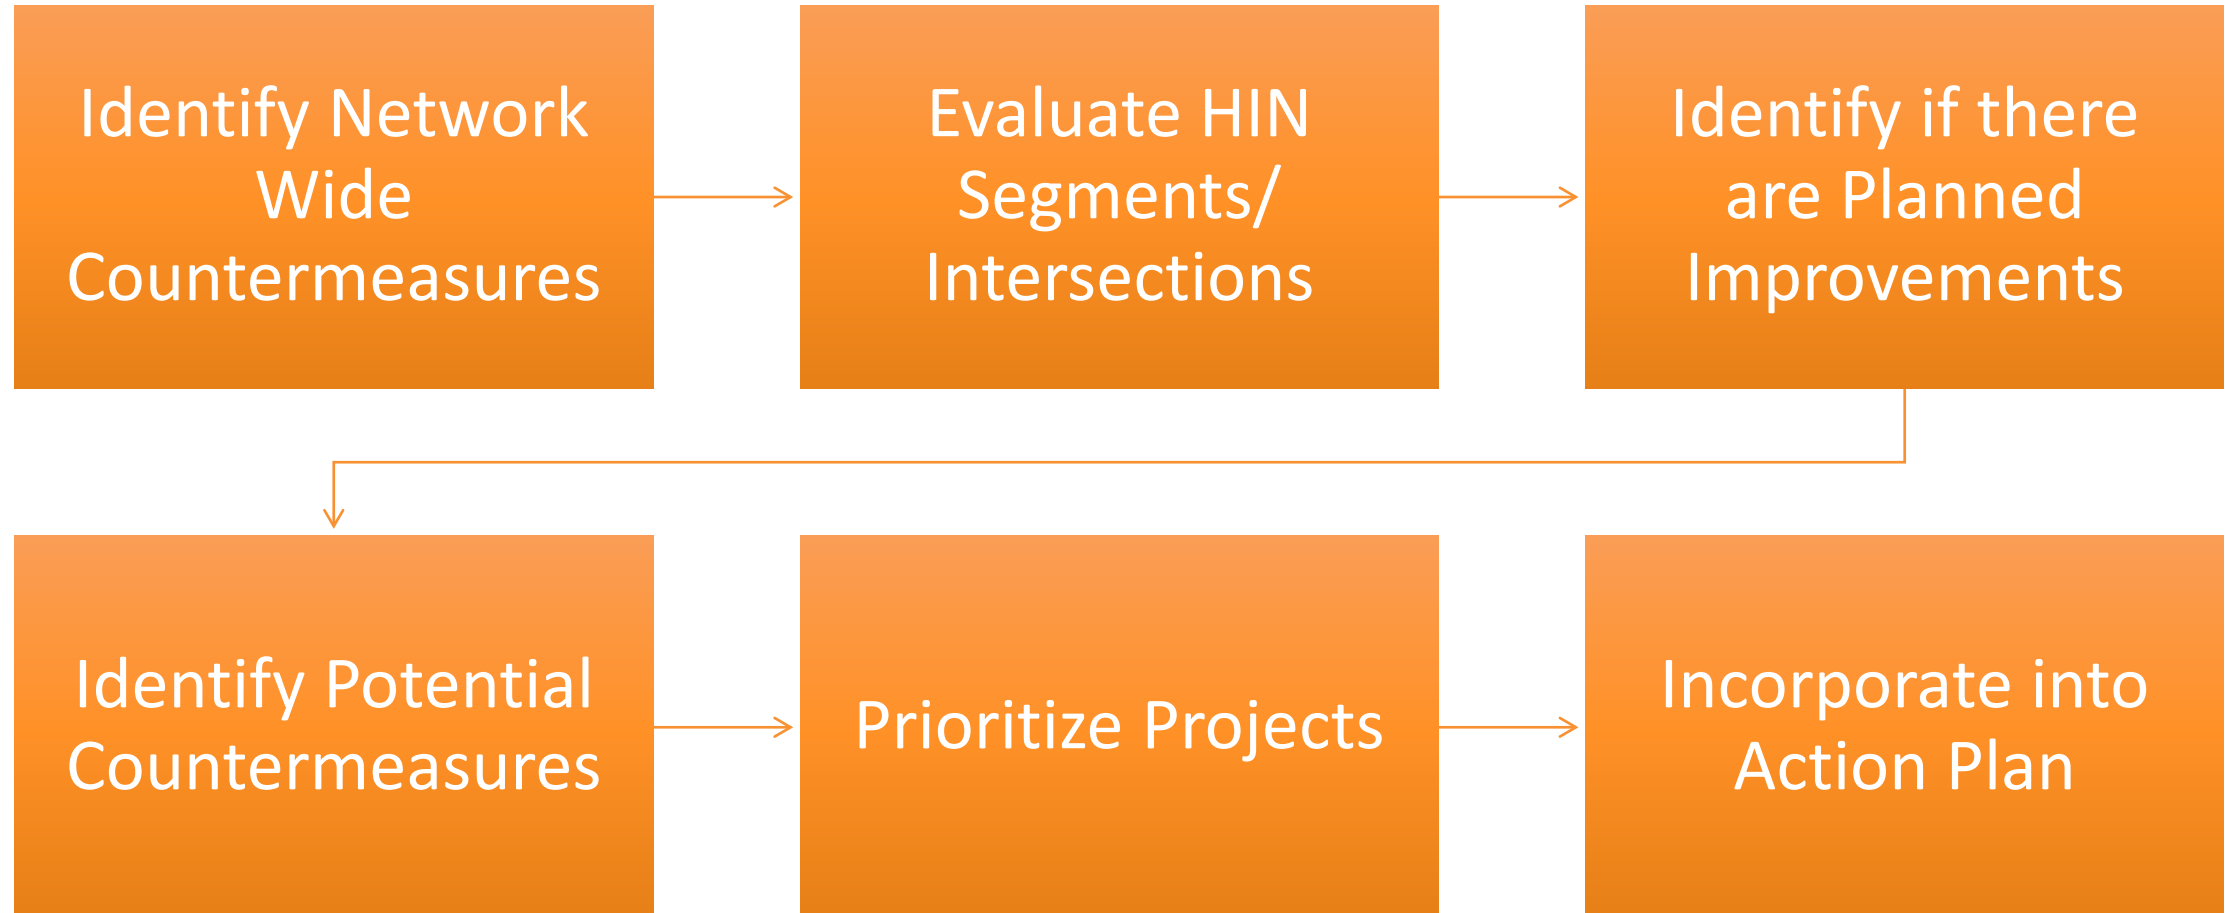 Identify Network
Wide
Countermeasures
Evaluate HIN
Segments/
Intersections
Identify if there
are Planned
Improvements
Identify Potential
Countermeasures
Prioritize Projects
Incorporate into
Action Plan